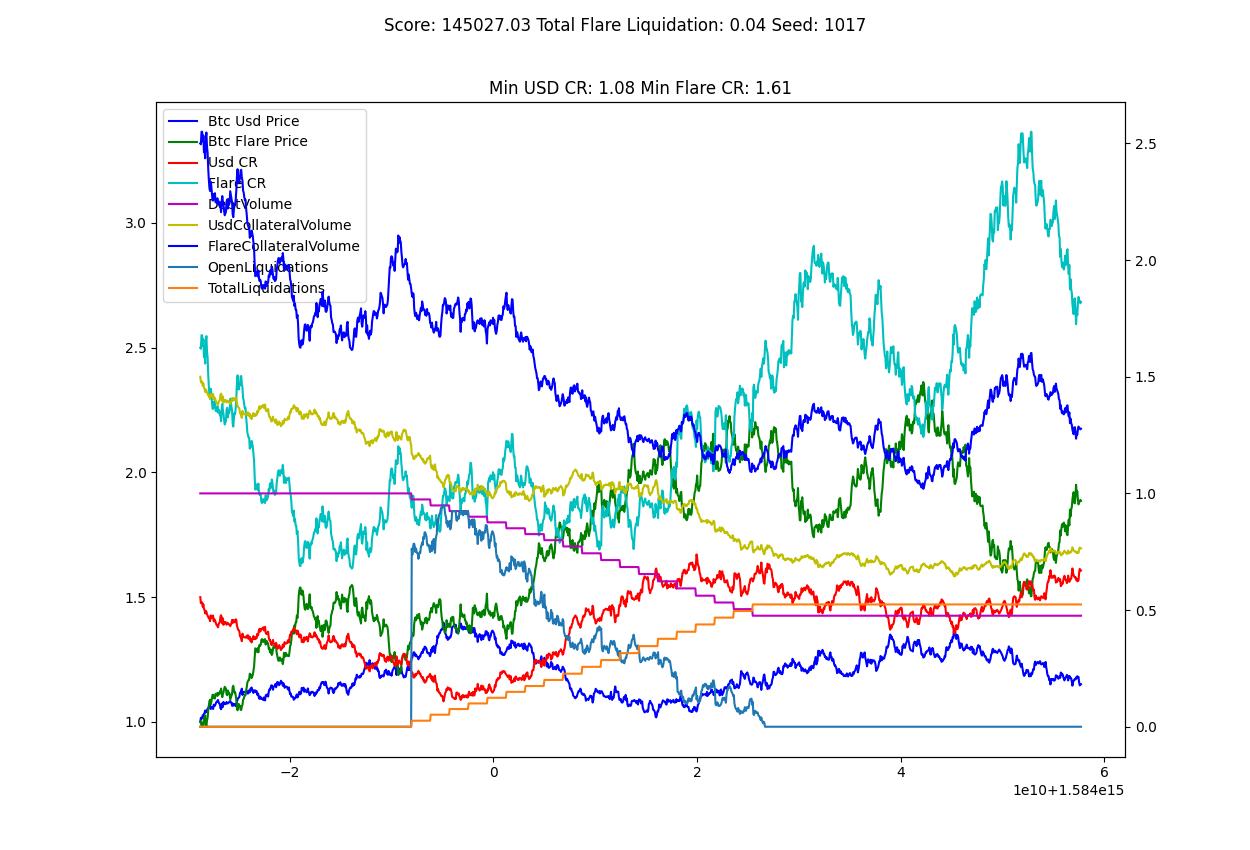 Score: 145027.03 Total Flare Liquidation: 0.04 Seed: 1017
Min USD CR: 1.08 Min Flare CR: 1.61
Btc Usd Price
Btc Flare Price
Usd CR
Flare CR
DebtVolume
UsdCollateralVolume
FlareCollateralVolume
OpenLiquidations
TotalLiquidations
3.0
2.5
2.0
1.5
1.0
2.5
2.0
1.5
1.0
0.5
0.0
−2
0
2
4
6
1e10+1.584e15